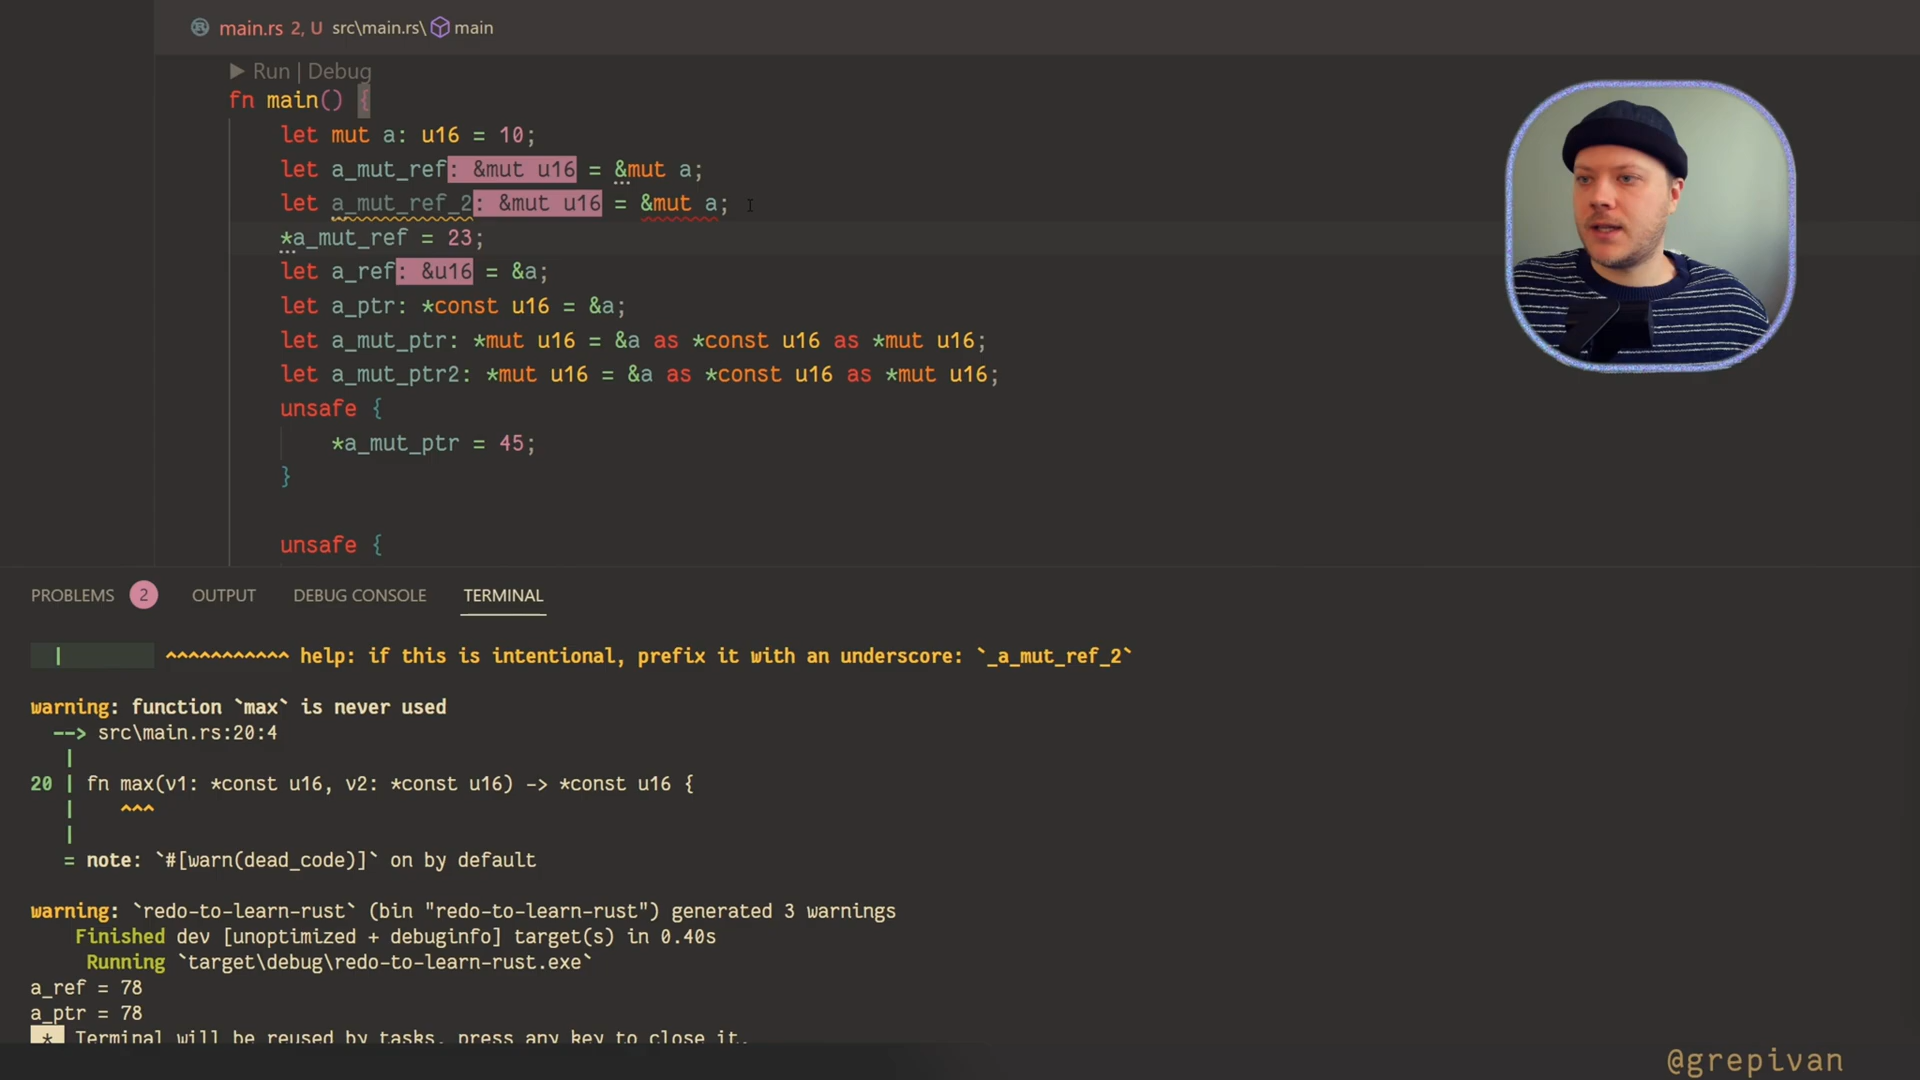 main.rs 2, U src\main.rs\ main
Run | Debug
fn main() {
let mut a: u16 = 10;
let a_mut_ref: &mut u16 = &mut a;
let a_mut_ref_2: &mut u16 = &mut a;
*a_mut_ref = 23;
let a_ref: &u16 = &a;
let a_ptr: *const u16 = &a;
let a_mut_ptr: *mut u16 = &a as *const u16 as *mut u16;
let a_mut_ptr2: *mut u16 = &a as *const u16 as *mut u16;
unsafe {
*a_mut_ptr = 45;
}
unsafe {
PROBLEMS 2 OUTPUT DEBUG CONSOLE TERMINAL
| ^^^^^^^^^^^ help: if this is intentional, prefix it with an underscore: `_a_mut_ref_2`
warning: function `max` is never used
--> src\main.rs:20:4
|
20 | fn max(v1: *const u16, v2: *const u16) -> *const u16 {
| ^^^
|
= note: `#[warn(dead_code)]` on by default
warning: `redo-to-learn-rust` (bin "redo-to-learn-rust") generated 3 warnings
Finished dev [unoptimized + debuginfo] target(s) in 0.40s
Running `target\debug\redo-to-learn-rust.exe`
a_ref = 78
a_ptr = 78
* Terminal will be reused by tasks, press any key to close it.
@grepivan